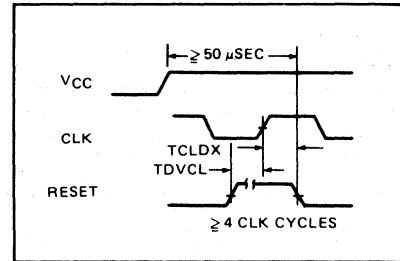 ≧ 50 μSEC
VCC
CLK
TCLDX
TDVCL
RESET
≧ 4 CLK CYCLES